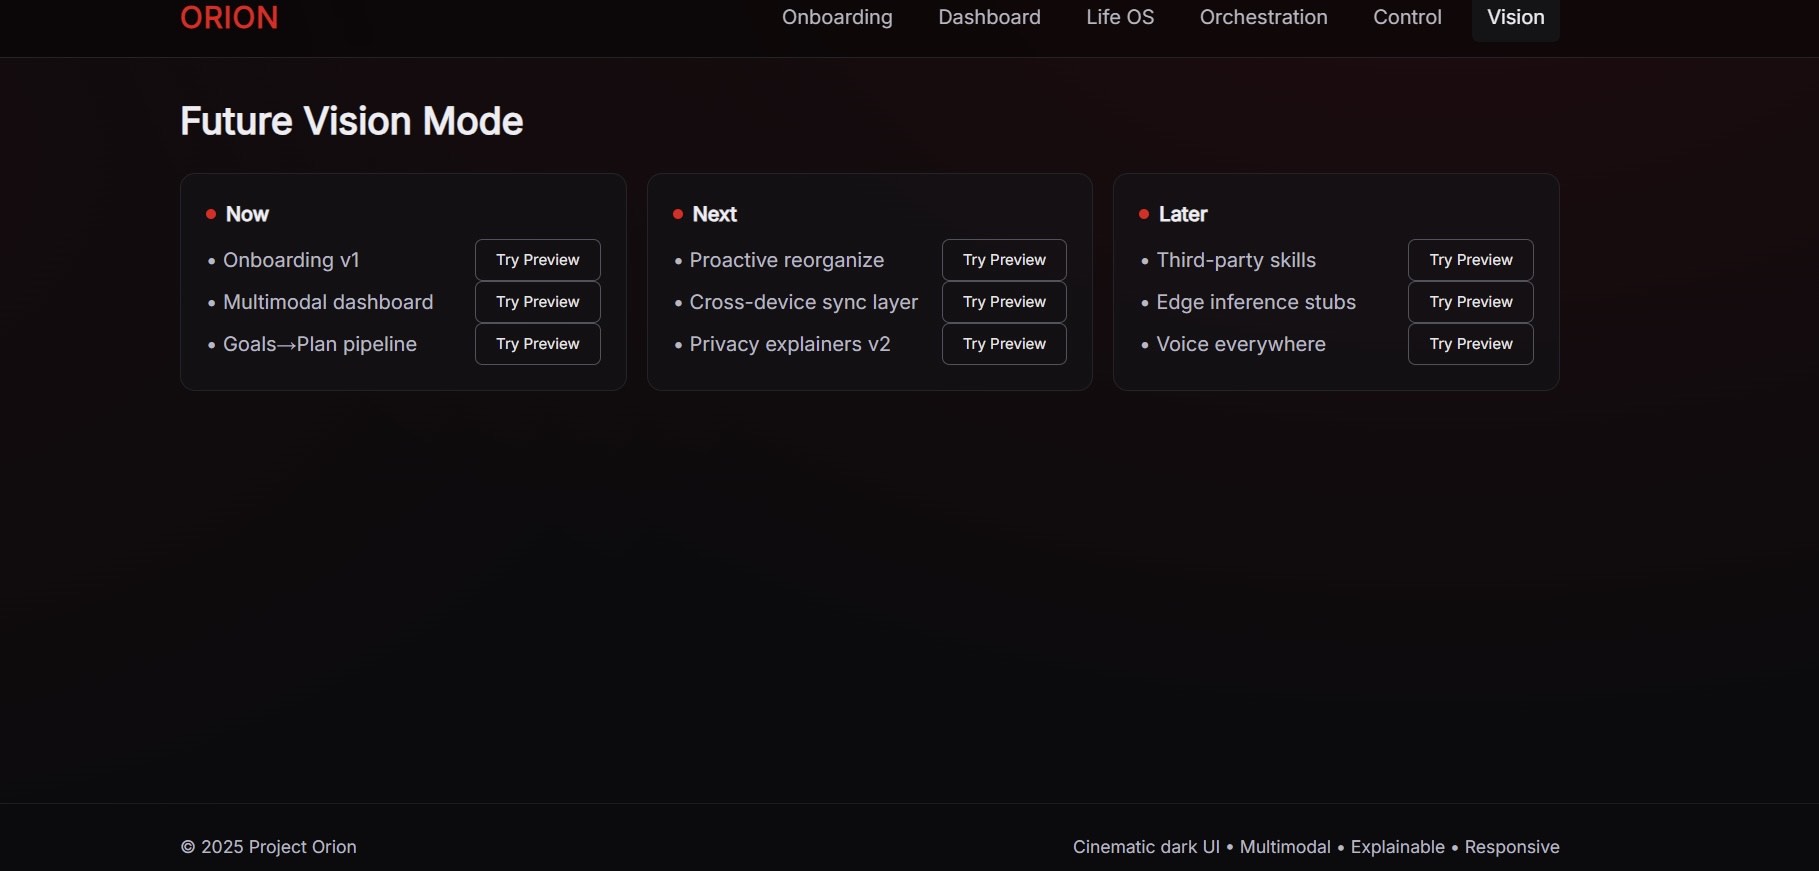 ORION
Onboarding Dashboard Life OS Orchestration Control Vision
Future Vision Mode
Now
• Onboarding v1 Try Preview
• Multimodal dashboard Try Preview
• Goals→Plan pipeline Try Preview
Next
• Proactive reorganize Try Preview
• Cross-device sync layer Try Preview
• Privacy explainers v2 Try Preview
Later
• Third-party skills Try Preview
• Edge inference stubs Try Preview
• Voice everywhere Try Preview
© 2025 Project Orion
Cinematic dark UI • Multimodal • Explainable • Responsive